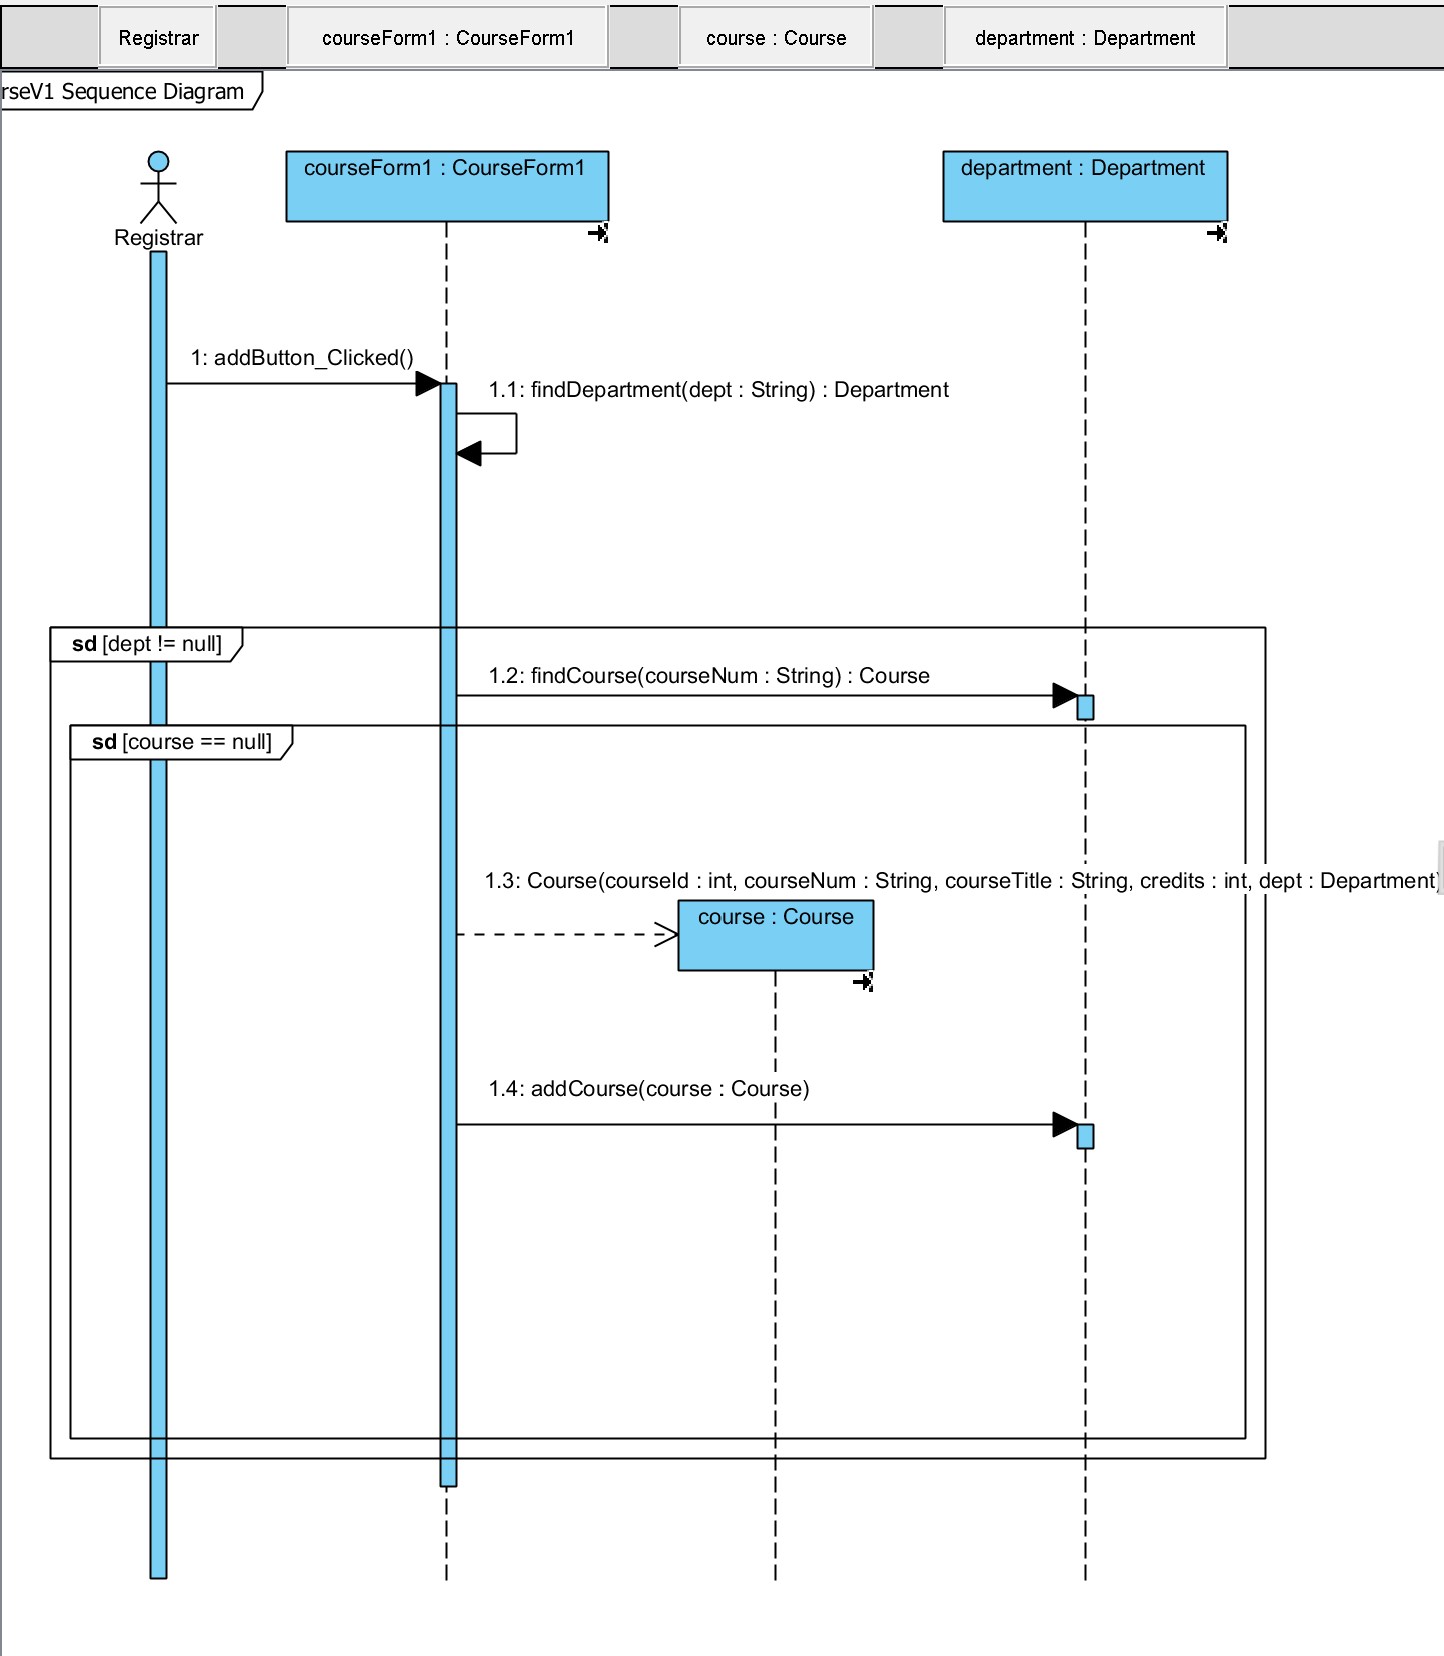 Registrar
courseForm1 : CourseForm1
course : Course
department : Department
rseV1 Sequence Diagram
courseForm1 : CourseForm1
department : Department
Registrar
1: addButton_Clicked()
1.1: findDepartment(dept : String) : Department
sd [dept != null]
1.2: findCourse(courseNum : String) : Course
sd [course == null]
1.3: Course(courseId : int, courseNum : String, courseTitle : String, credits : int, dept : Department)
course : Course
1.4: addCourse(course : Course)